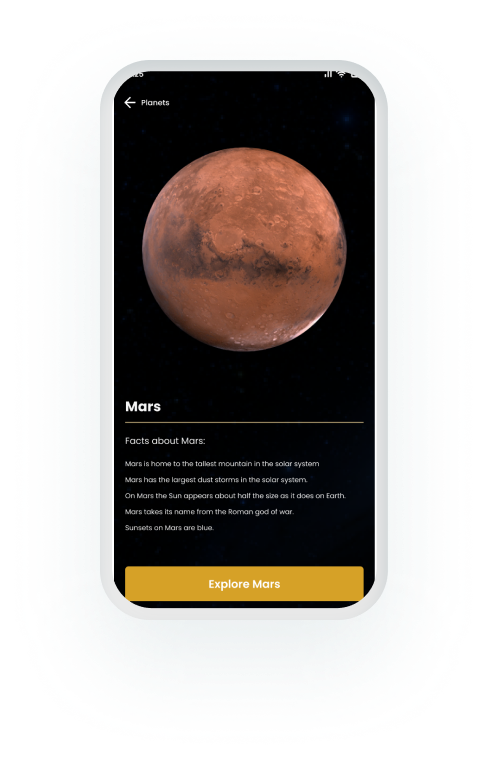 Planets
Mars
Facts about Mars:
Mars is home to the tallest mountain in the solar system
Mars has the largest dust storms in the solar system.
On Mars the Sun appears about half the size as it does on Earth.
Mars takes its name from the Roman god of war.
Sunsets on Mars are blue.
Explore Mars